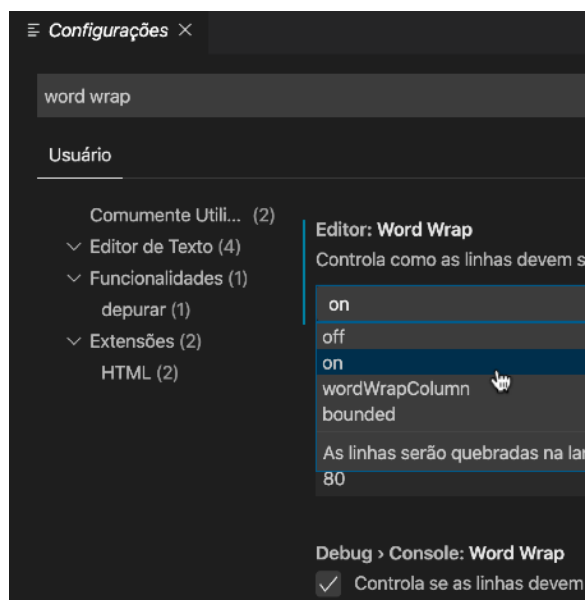 Configurações
word wrap
Usuário
Comumente Utili... (2)
Editor de Texto (4)
Funcionalidades (1)
depurar (1)
Extensões (2)
HTML (2)
Editor: Word Wrap
Controla como as linhas devem s
on
off
on
wordWrapColumn
bounded
As linhas serão quebradas na lar
80
Debug › Console: Word Wrap
Controla se as linhas devem